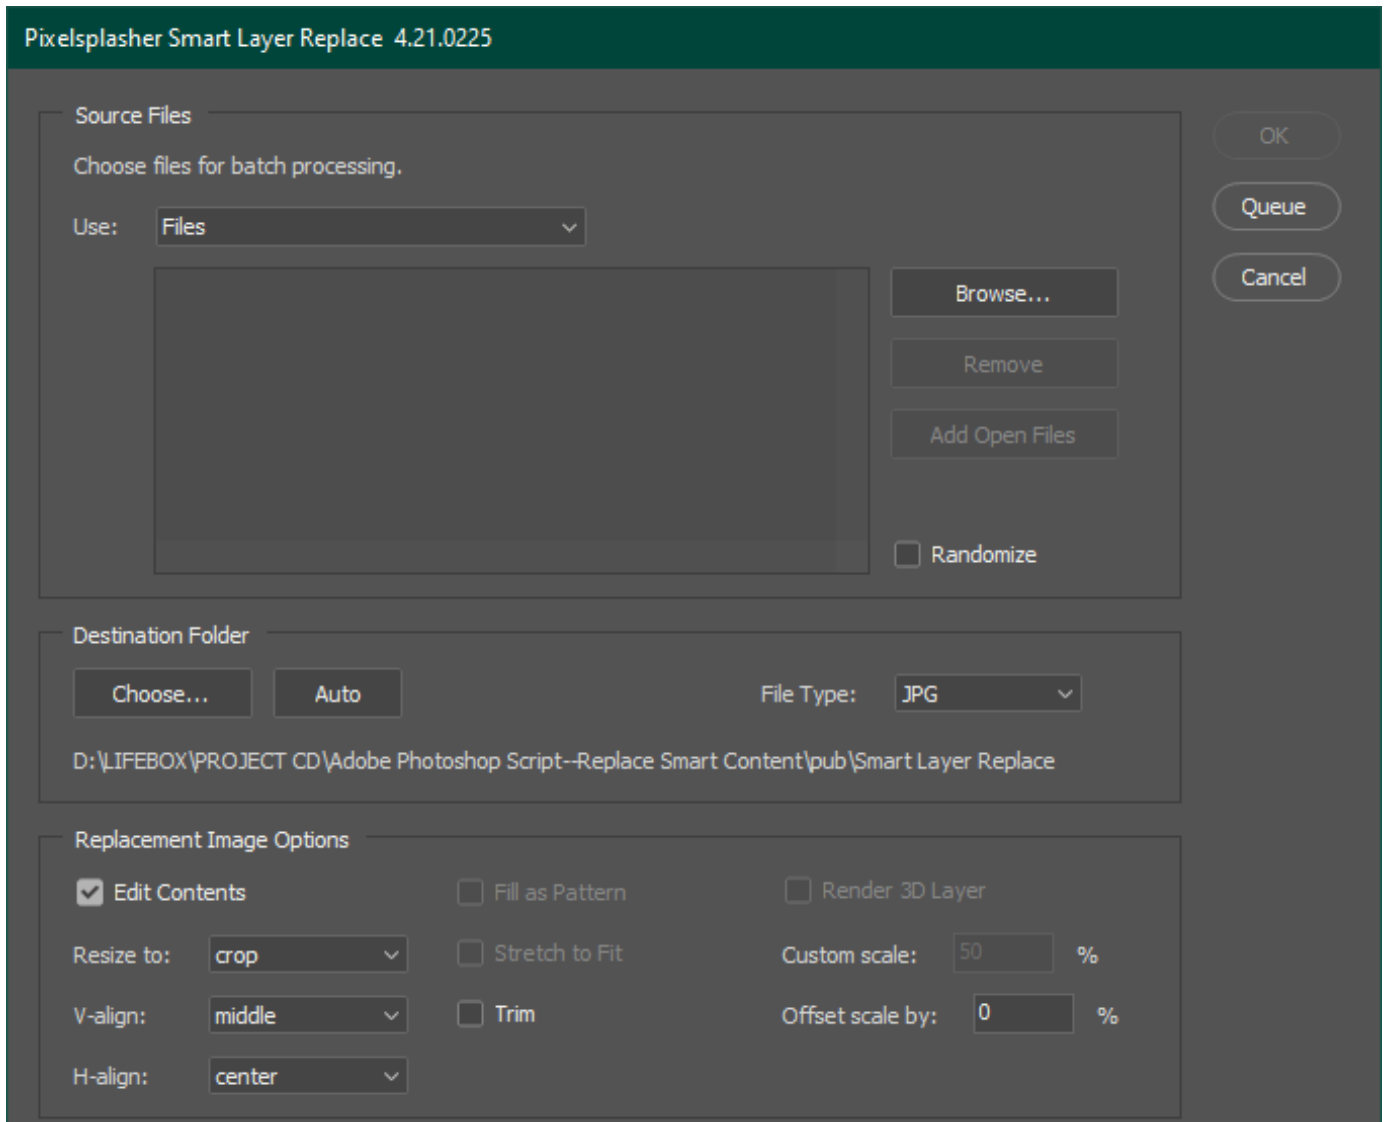 Pixelsplasher Smart Layer Replace 4.21.0225
Source Files
OK
Choose files for batch processing.
Use: Files
Queue
Cancel
Browse...
Remove
Add Open Files
Randomize
Destination Folder
Choose... Auto File Type: JPG
D:\LIFEBOX\PROJECT CD\Adobe Photoshop Script--Replace Smart Content\pub\Smart Layer Replace
Replacement Image Options
Edit Contents Fill as Pattern Render 3D Layer
Resize to: crop Stretch to Fit Custom scale: 50 %
V-align: middle Trim Offset scale by: 0 %
H-align: center